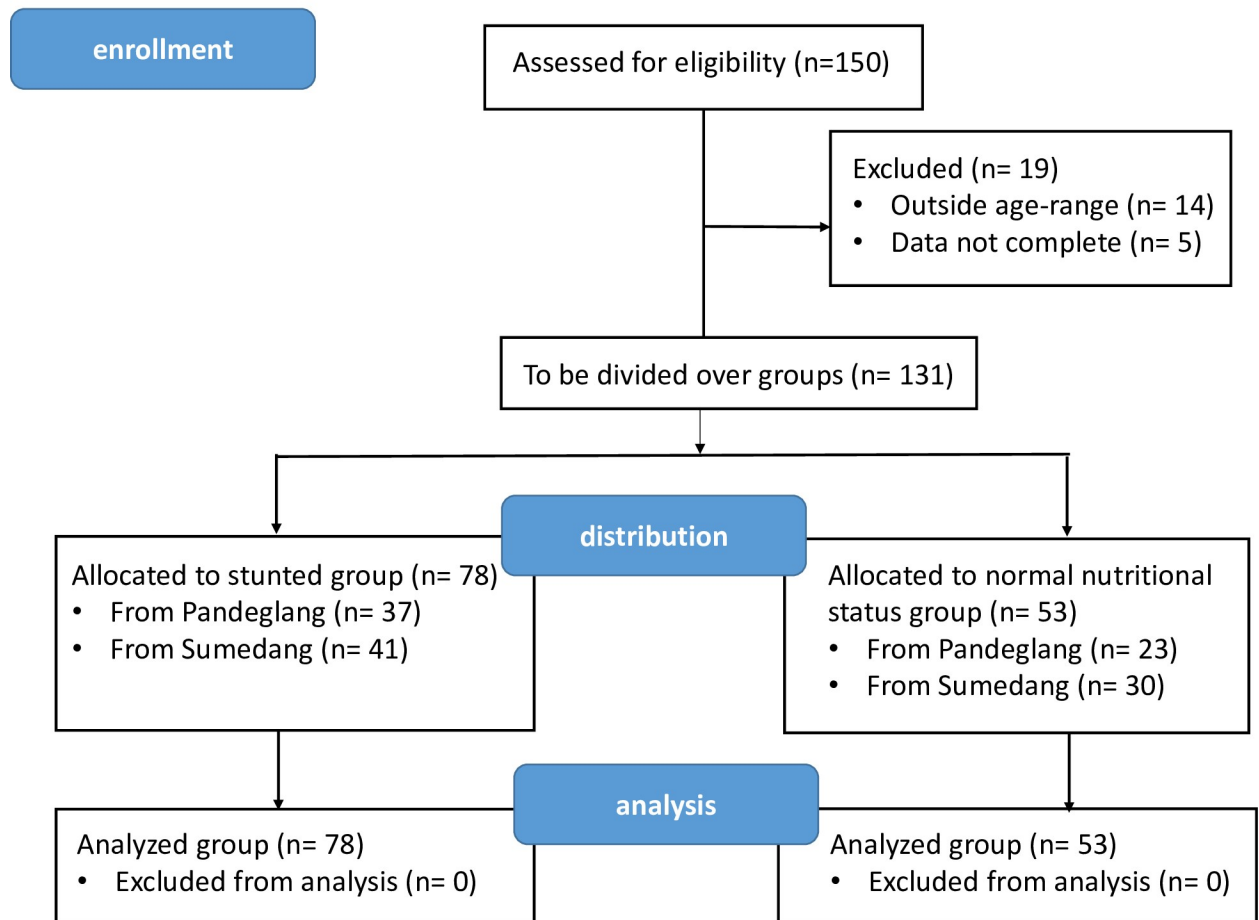 enrollment
Assessed for eligibility (n=150)
Excluded (n= 19)
• Outside age-range (n= 14)
• Data not complete (n= 5)
To be divided over groups (n= 131)
distribution
Allocated to stunted group (n= 78)
• From Pandeglang (n= 37)
• From Sumedang (n= 41)
Allocated to normal nutritional
status group (n= 53)
• From Pandeglang (n= 23)
• From Sumedang (n= 30)
analysis
Analyzed group (n= 78)
• Excluded from analysis (n= 0)
Analyzed group (n= 53)
• Excluded from analysis (n= 0)